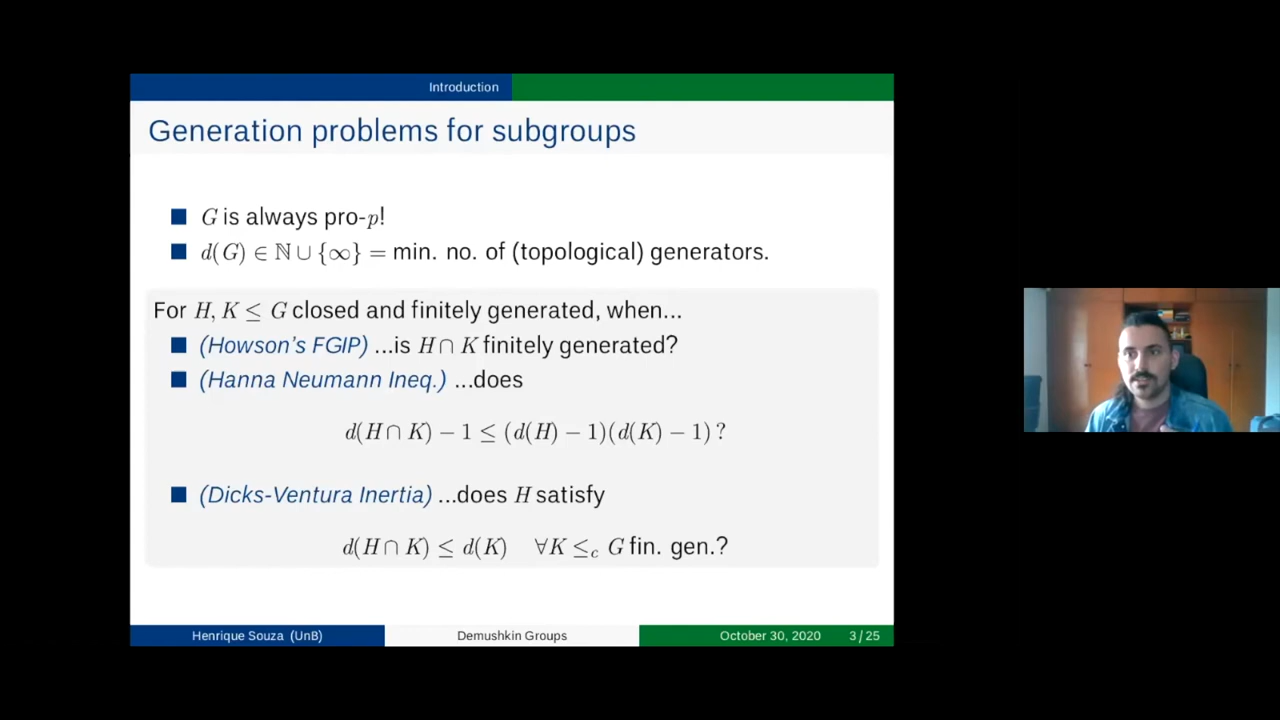 Introduction
Generation problems for subgroups
G is always pro-p!
d(G) ∈ ℕ ∪ {∞} = min. no. of (topological) generators.
For H, K ≤ G closed and finitely generated, when...
(Howson's FGIP) ...is H ∩ K finitely generated?
(Hanna Neumann Ineq.) ...does
d(H ∩ K) − 1 ≤ (d(H) − 1)(d(K) − 1)?
(Dicks-Ventura Inertia) ...does H satisfy
d(H ∩ K) ≤ d(K) ∀K ≤c G fin. gen.?
Henrique Souza (UnB) Demushkin Groups October 30, 2020 3 / 25